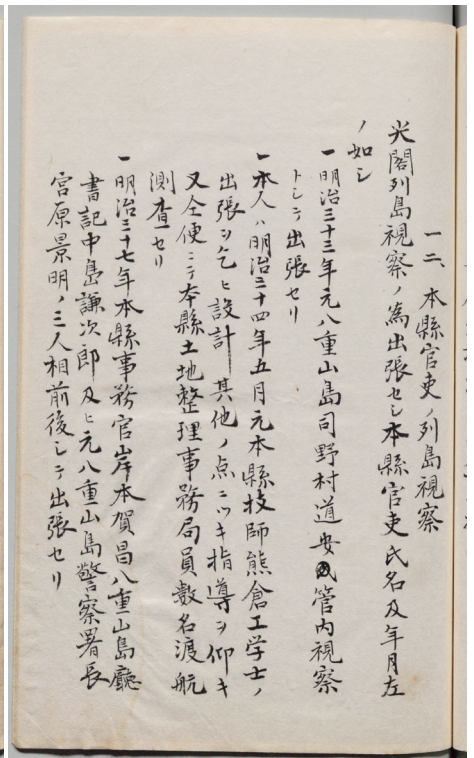 一二、本縣官吏ノ列島視察
尖閣列島視察ノ為出張セシ本縣官吏氏名及年月左
ノ如シ
一明治三十三年元八重山島司野村道安氏管内視察
トシテ出張セリ
一本人ハ明治三十四年五月元本縣技師熊倉工学士ノ
出張ヲ乞ヒ設計其他ノ点ニツキ指導ヲ仰キ
又仝便ニテ本縣土地整理事務局員数名渡航
測査セリ
一明治三十七年本縣事務官岸本賀昌八重山島廳
書記中島謙次郎及ヒ元八重山島警察署長
宮原景明ノ三人相前後シテ出張セリ